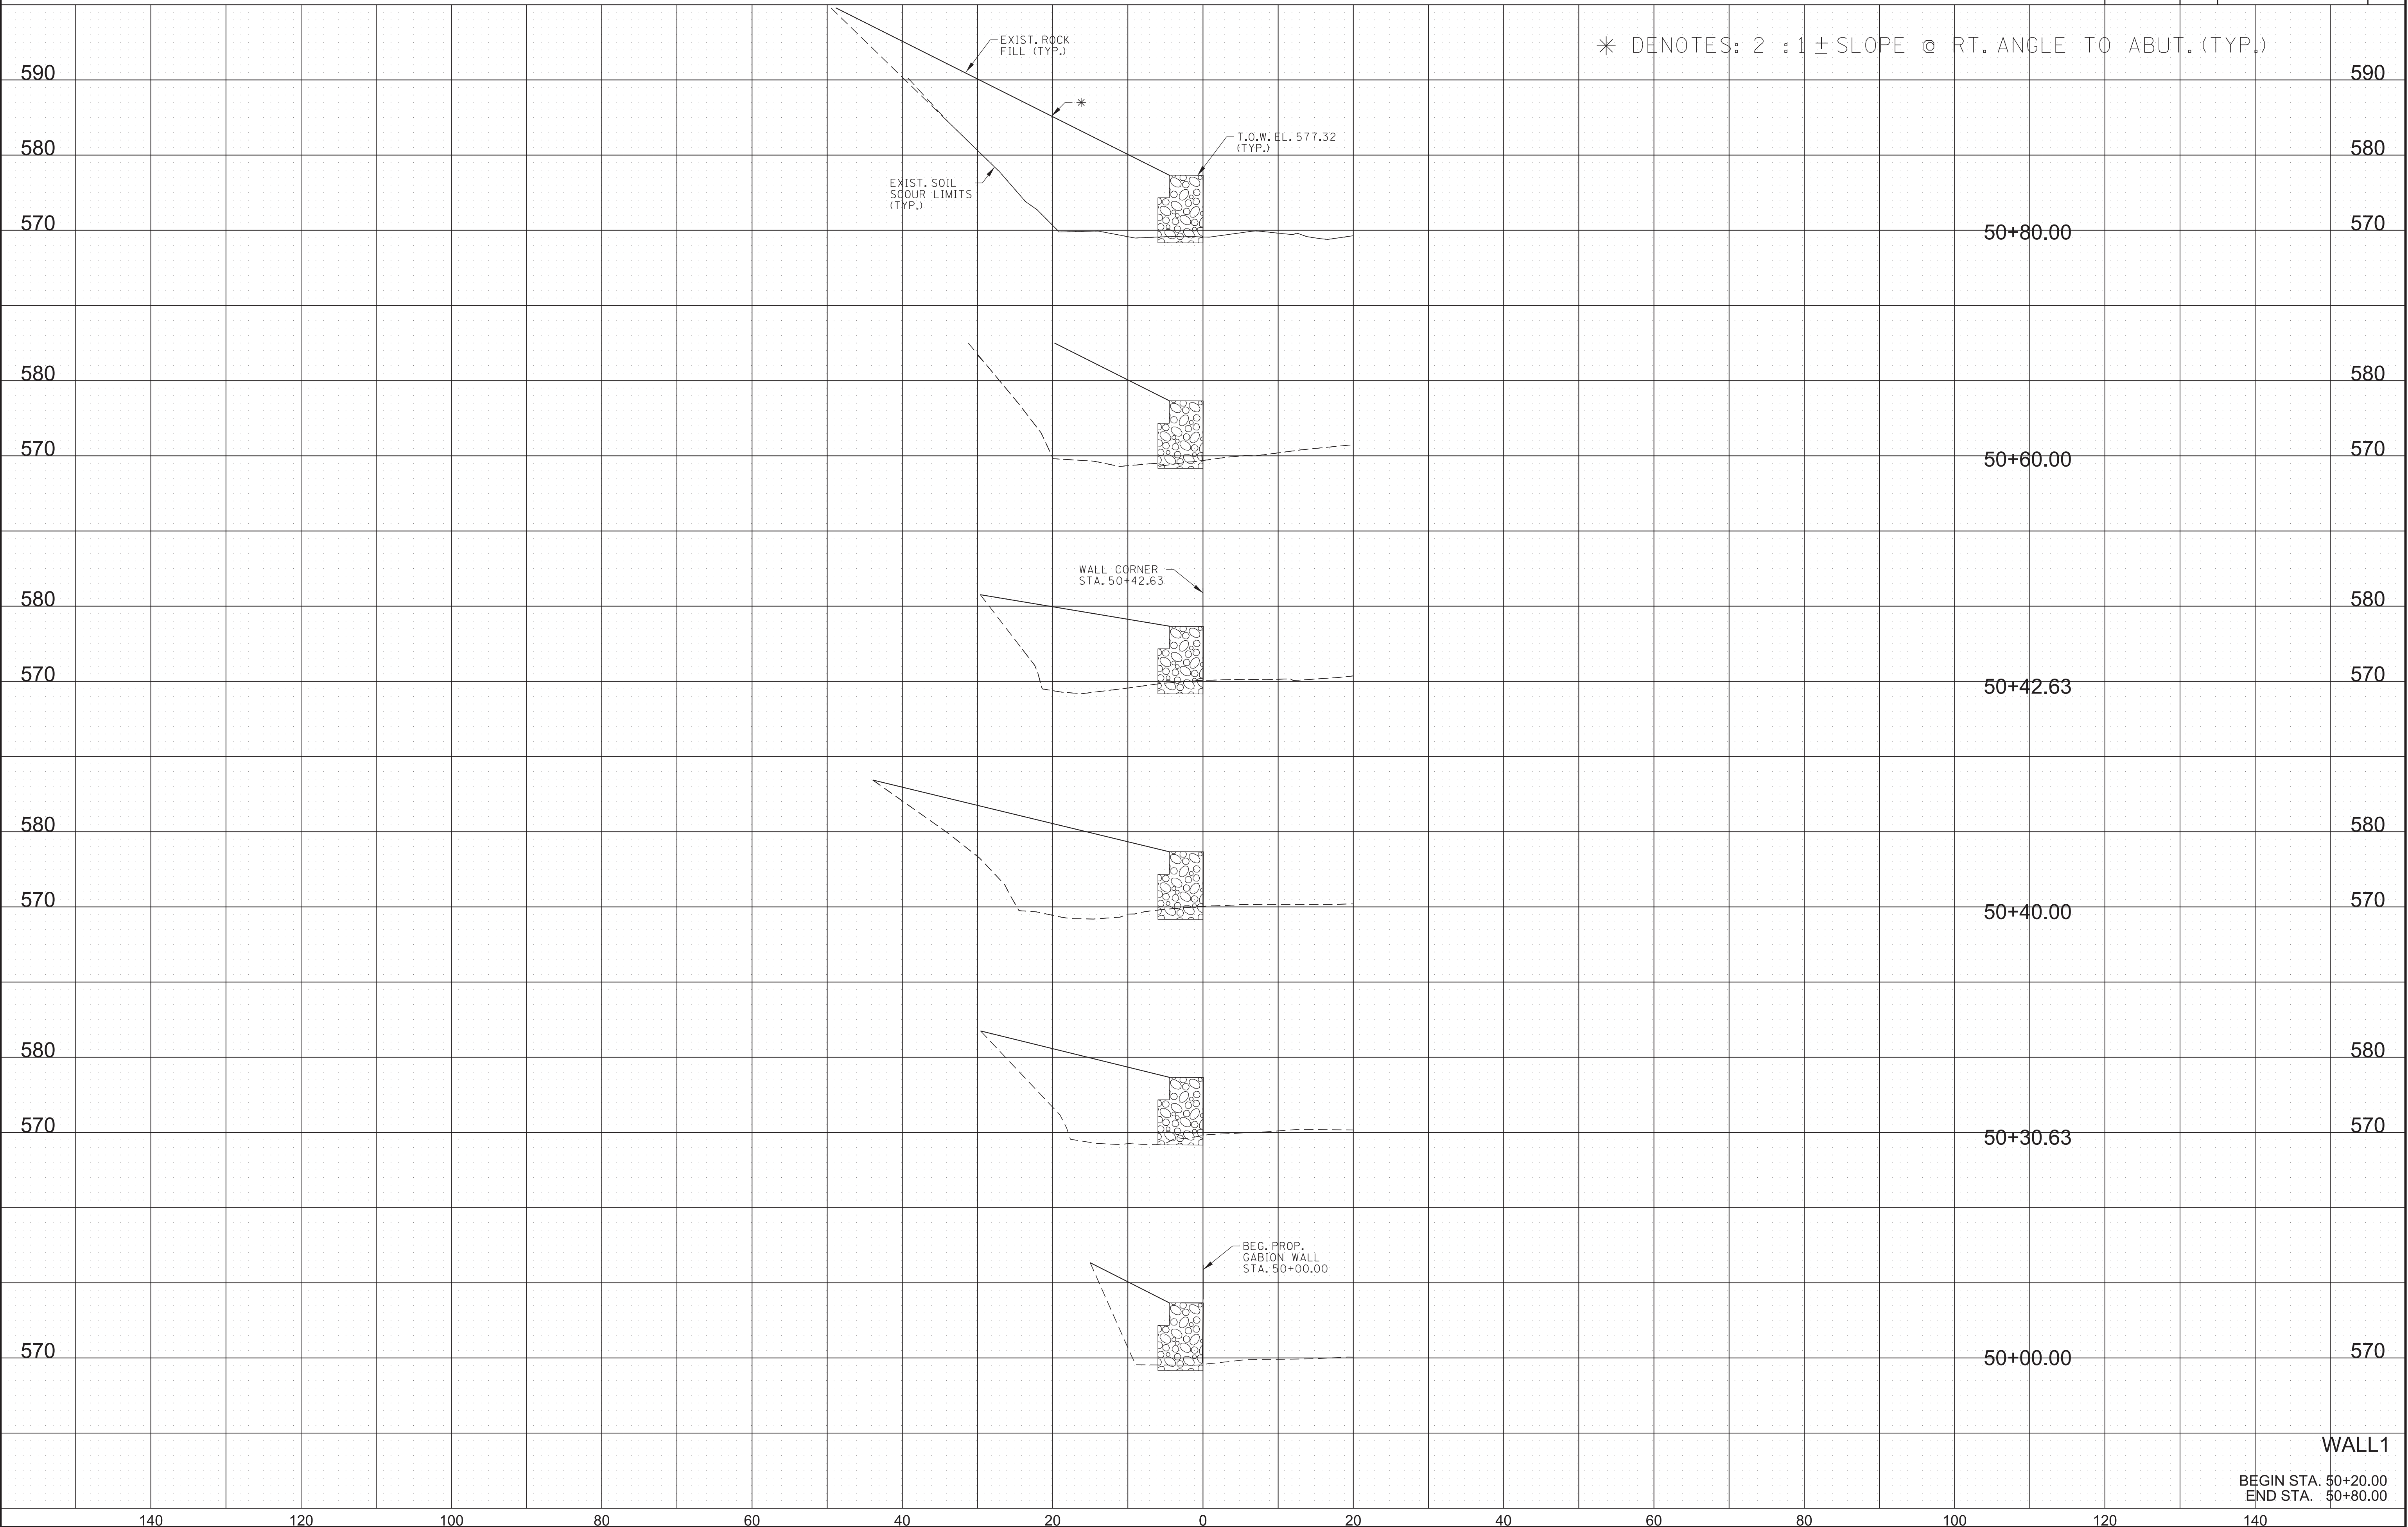 EXIST. ROCK
FILL (TYP.)
✳ DENOTES: 2 :1 ± SLOPE @ RT. ANGLE TO ABUT. (TYP.)
590
590
✳
T.O.W. EL. 577.32
(TYP.)
580
580
EXIST. SOIL
SCOUR LIMITS
(TYP.)
570
50+80.00
570
580
580
570
50+60.00
570
WALL CORNER
STA. 50+42.63
580
580
570
50+42.63
570
580
580
570
50+40.00
570
580
580
570
50+30.63
570
BEG. PROP.
GABION WALL
STA. 50+00.00
570
50+00.00
570
WALL1
BEGIN STA. 50+20.00
END STA. 50+80.00
140 120 100 80 60 40 20 0 20 40 60 80 100 120 140